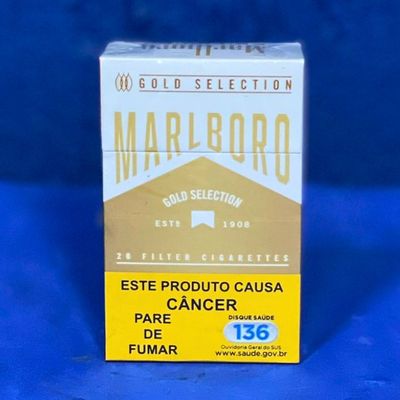 Marlboro
GOLD SELECTION
MARLBORO
GOLD SELECTION
ESTD 1908
20 FILTER CIGARETTES
ESTE PRODUTO CAUSA
CÂNCER
PARE
DE
FUMAR
DISQUE SAÚDE
136
Ouvidoria Geral do SUS
www.saude.gov.br